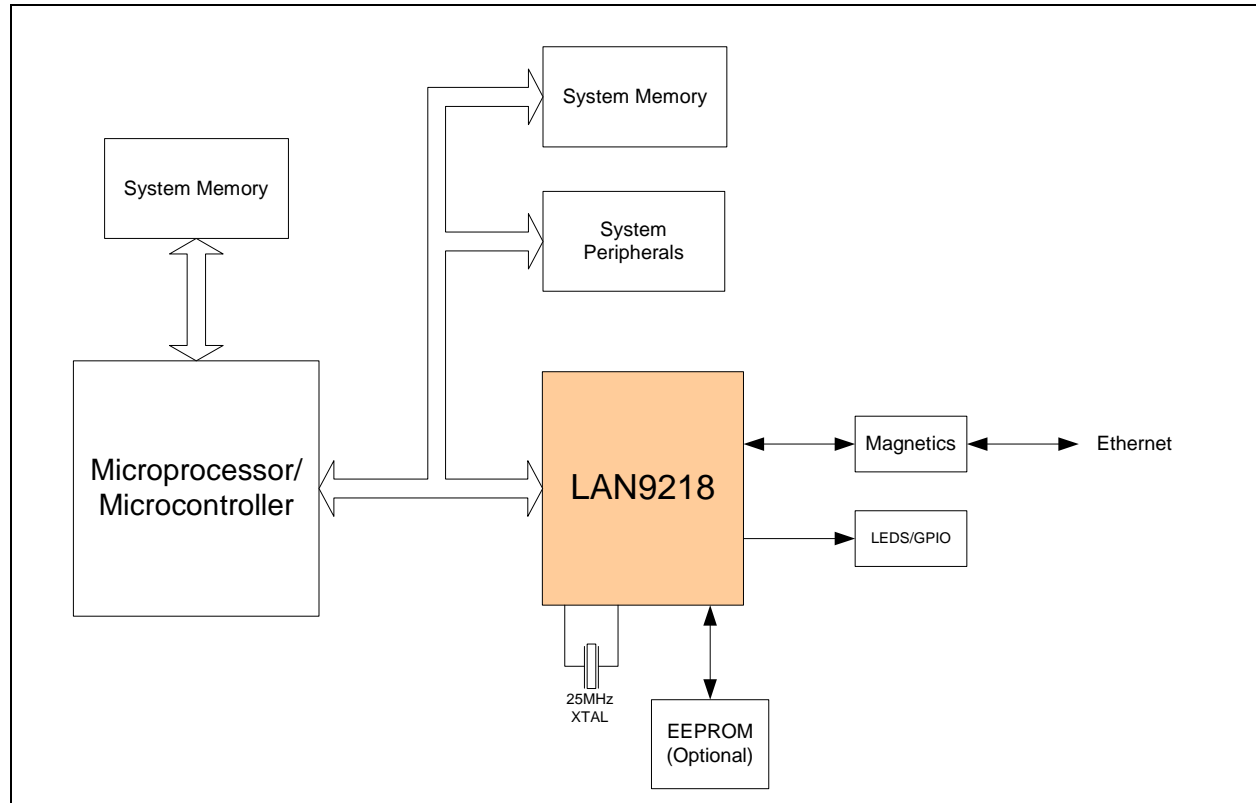 System Memory
System Memory
System
Peripherals
Microprocessor/
Microcontroller
LAN9218
Magnetics
Ethernet
LEDS/GPIO
25MHz
XTAL
EEPROM
(Optional)